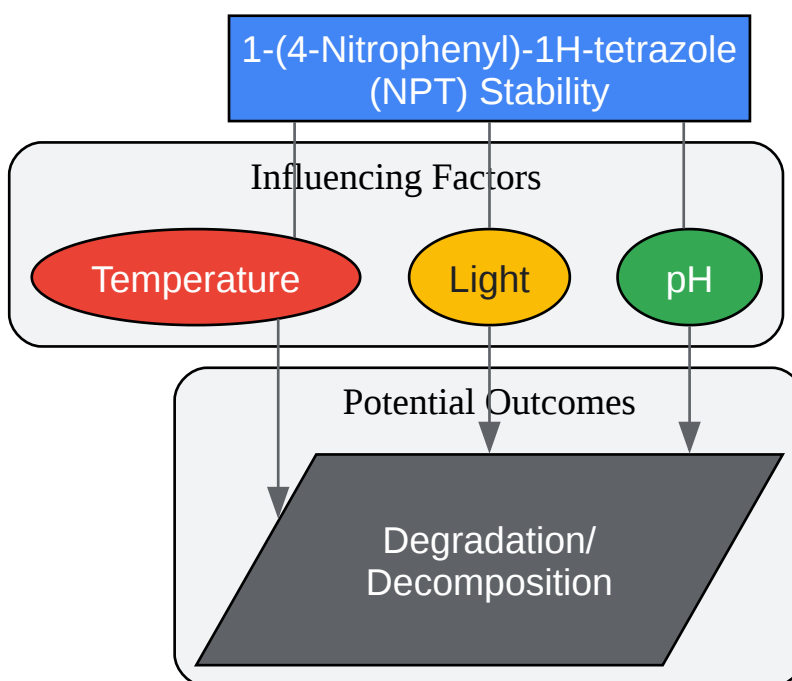 1-(4-Nitrophenyl)-1H-tetrazole
(NPT) Stability
Influencing Factors
Temperature
Light
pH
Potential Outcomes
Degradation/
Decomposition